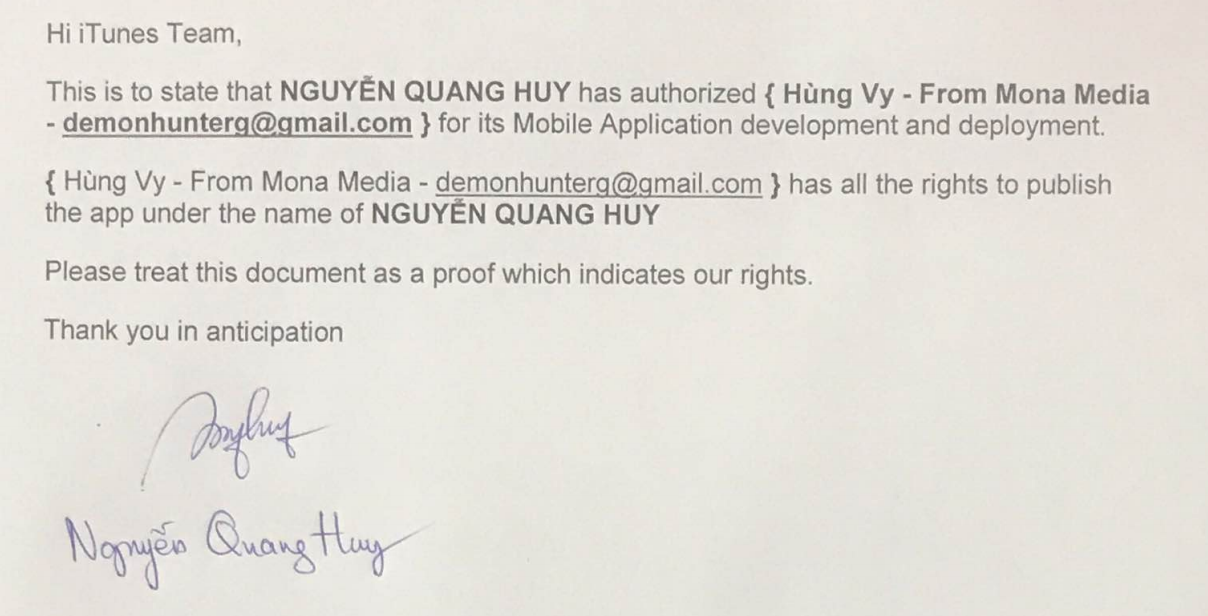 Hi iTunes Team,
This is to state that NGUYỄN QUANG HUY has authorized { Hùng Vy - From Mona Media
- demonhunterg@gmail.com } for its Mobile Application development and deployment.
{ Hùng Vy - From Mona Media - demonhunterg@gmail.com } has all the rights to publish
the app under the name of NGUYỄN QUANG HUY
Please treat this document as a proof which indicates our rights.
Thank you in anticipation
Nguyễn Quang Huy